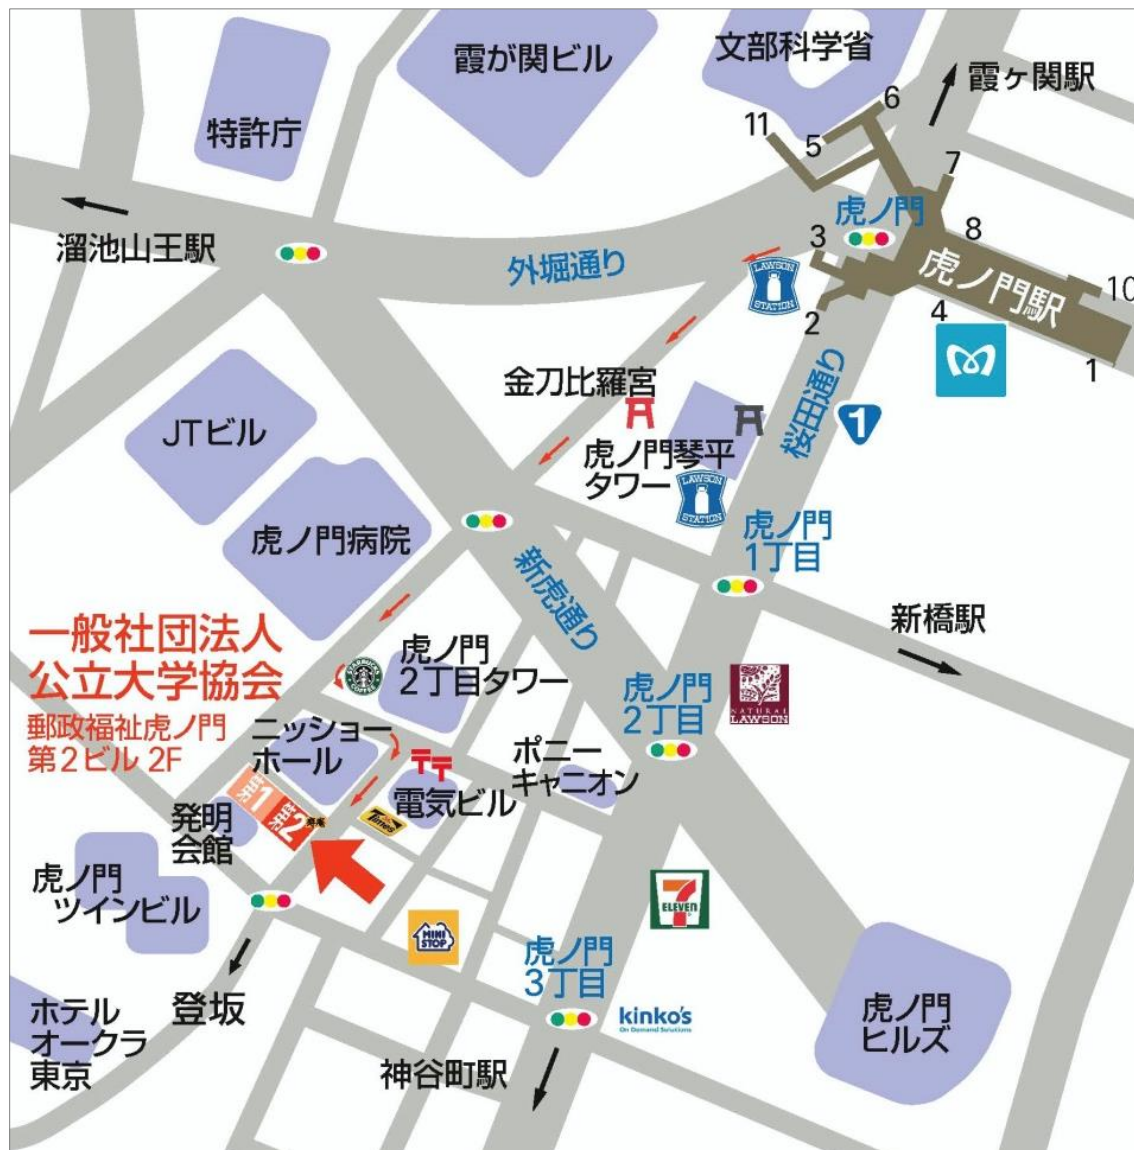 霞が関ビル
文部科学省
霞ヶ関駅
特許庁
11
5
6
7
虎ノ門
溜池山王駅
外堀通り
3
8
虎ノ門駅
10
LAWSON
STATION
2
4
1
桜田通り
1
金刀比羅宮
JTビル
虎ノ門琴平
タワー
LAWSON
STATION
虎ノ門病院
虎ノ門
1丁目
新虎通り
新橋駅
一般社団法人
公立大学協会
郵政福祉虎ノ門
第2ビル 2F
STARBUCKS
COFFEE
虎ノ門
2丁目タワー
虎ノ門
2丁目
NATURAL
LAWSON
ニッショー
ホール
ポニー
キャニオン
電気ビル
Times
第1
第2
発明
会館
虎ノ門
ツインビル
7
ELEVEN
MINI
STOP
虎ノ門
3丁目
kinko's
On Demand Solutions
虎ノ門
ヒルズ
登坂
ホテル
オークラ
東京
神谷町駅